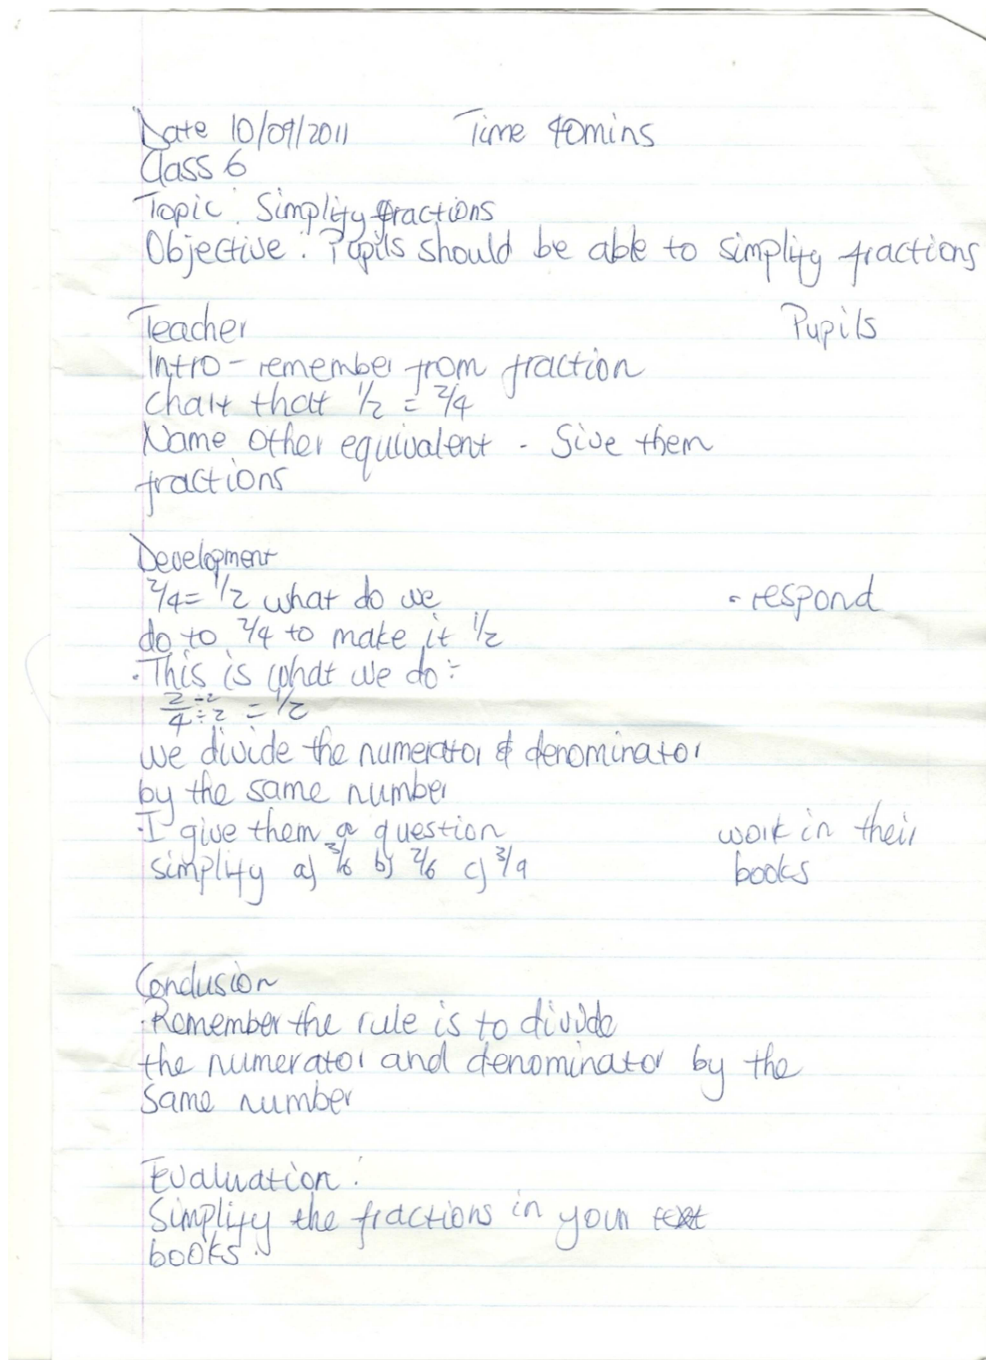 Date 10/09/2011 Time 40mins
Class 6
Topic : Simplify fractions
Objective : Pupils should be able to simplify fractions
Teacher Pupils
Intro - remember from fraction
chart that 1/2 = 2/4
Name other equivalent - Give them
fractions
Development
2/4 = 1/2 what do we - respond
do to 2/4 to make it 1/2
. This is what we do :-
2/4 ÷2/÷2 = 1/2
we divide the numerator & denominator
by the same number
. I give them a question work in their
simplify a) 3/6 b) 2/6 c) 3/9 books
Conclusion
. Remember the rule is to divide
the numerator and denominator by the
same number
Evaluation :
Simplify the fractions in your
books.